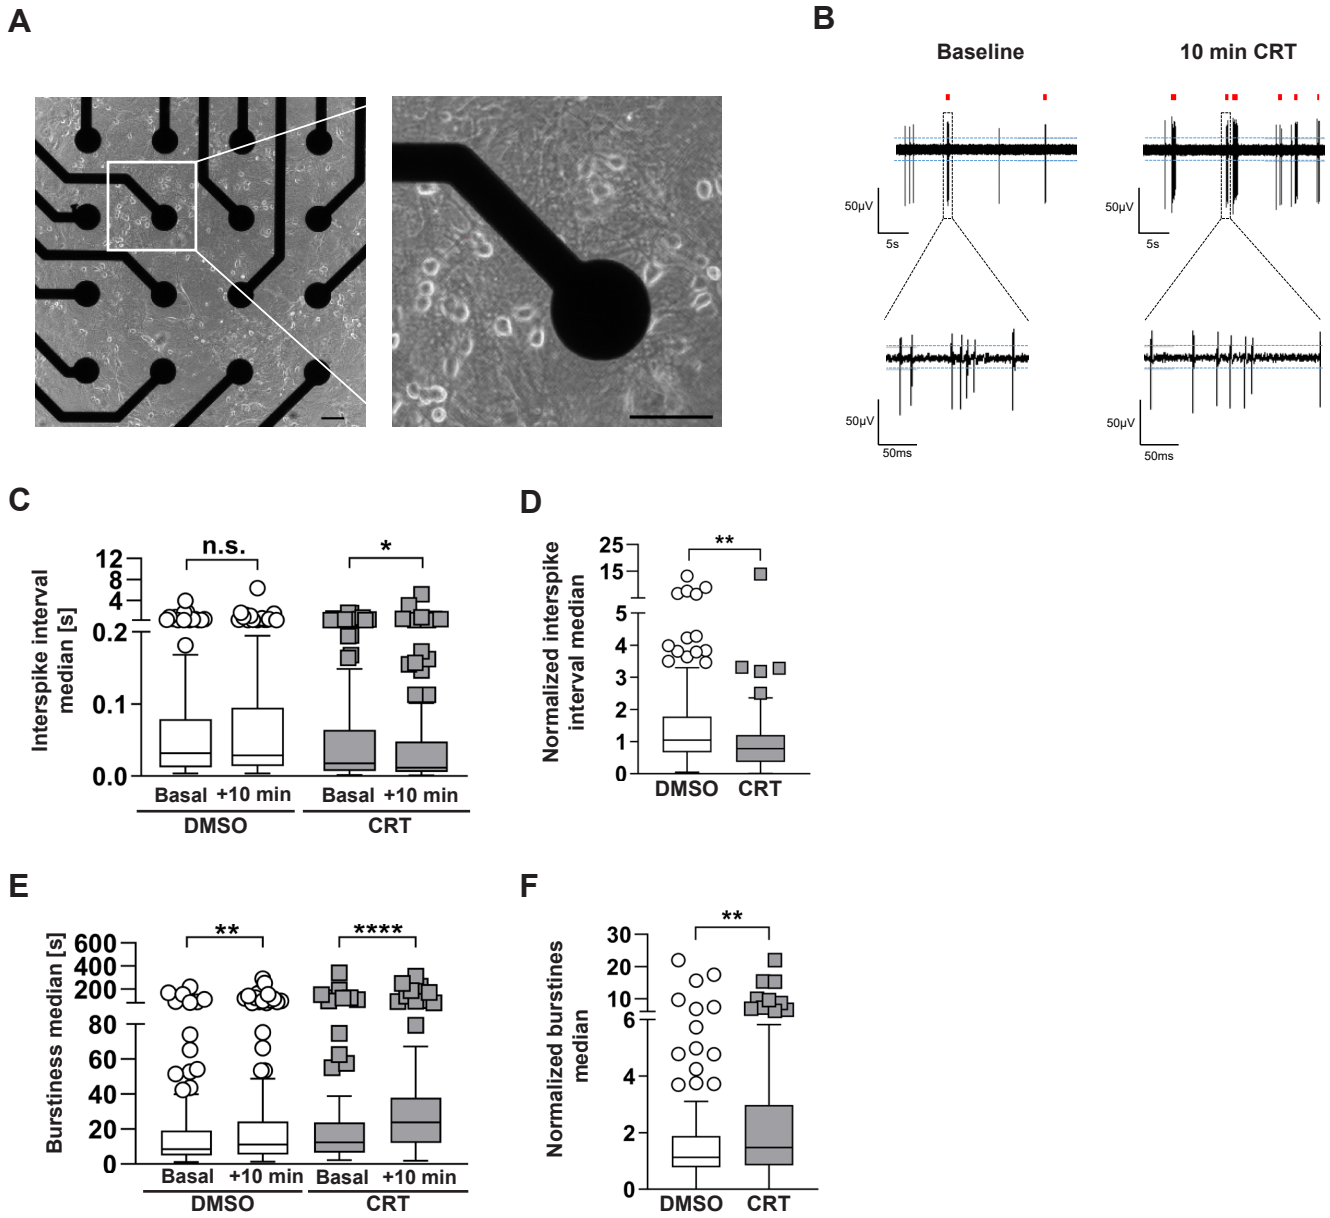 A
B
Baseline
10 min CRT
50µV
5s
50µV
5s
50µV
50ms
50µV
50ms
C
Interspike interval
median [s]
12
8
4
0.2
0.1
0.0
n.s.
*
Basal +10 min
Basal +10 min
DMSO
CRT
D
Normalized interspike
interval median
25
15
5
4
3
2
1
0
**
DMSO
CRT
E
Burstiness median [s]
600
400
200
80
60
40
20
0
**
****
Basal +10 min
Basal +10 min
DMSO
CRT
F
Normalized burstines
median
30
20
10
6
4
2
0
**
DMSO
CRT